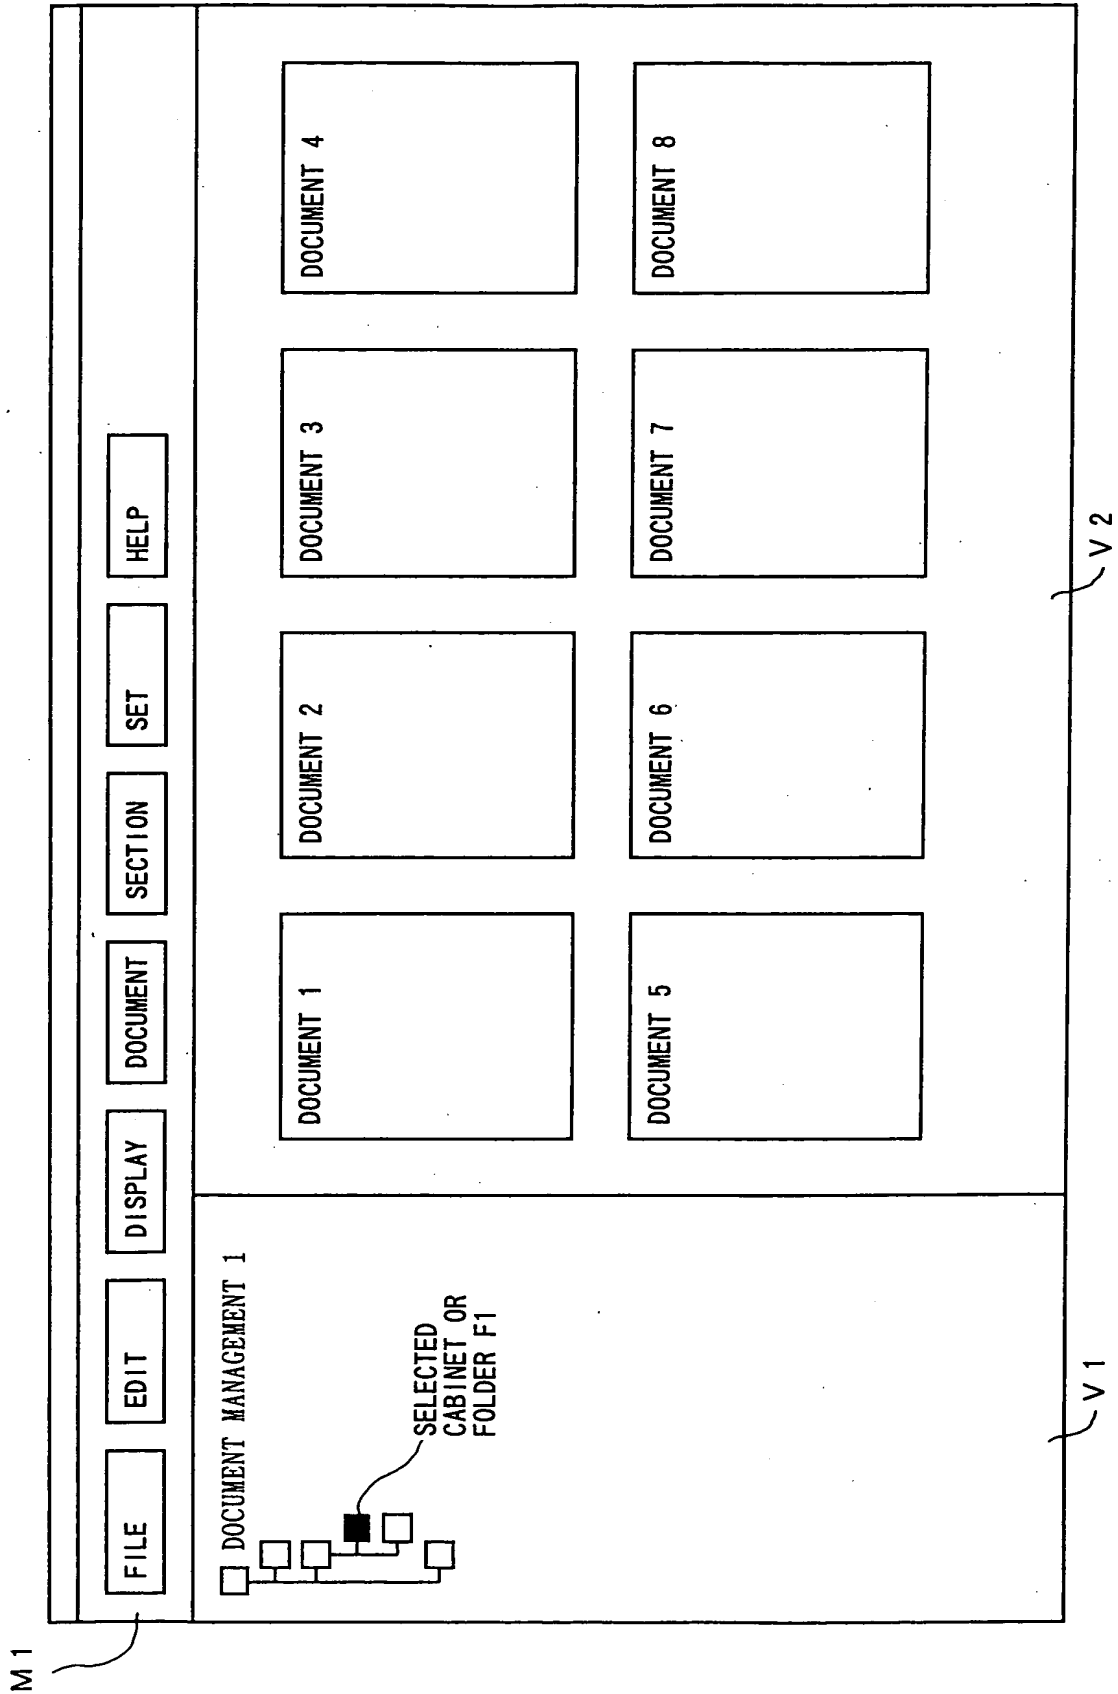 M1
FILE
EDIT
DISPLAY
DOCUMENT
SECTION
SET
HELP
DOCUMENT MANAGEMENT 1
SELECTED
CABINET OR
FOLDER F1
DOCUMENT 1
DOCUMENT 2
DOCUMENT 3
DOCUMENT 4
DOCUMENT 5
DOCUMENT 6
DOCUMENT 7
DOCUMENT 8
V1
V2